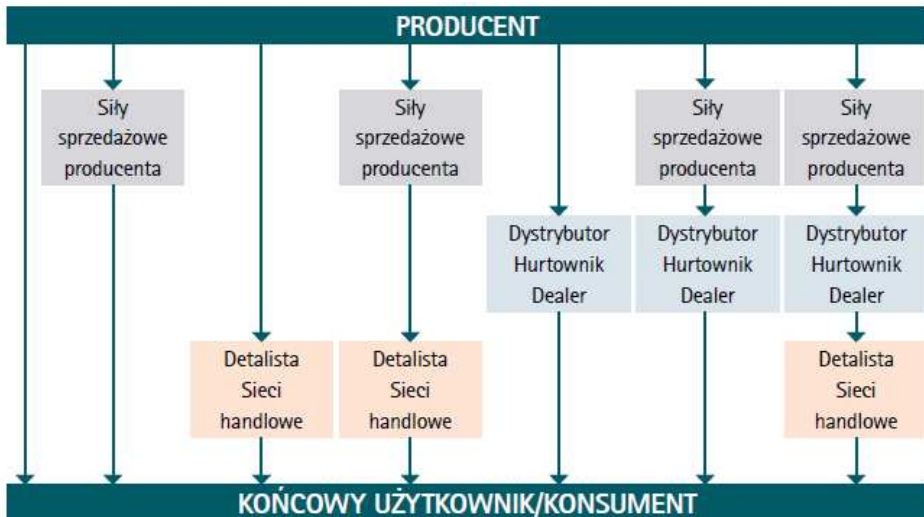 PRODUCENT
Siły
sprzedażowe
producenta
Siły
sprzedażowe
producenta
Siły
sprzedażowe
producenta
Siły
sprzedażowe
producenta
Dystrybutor
Hurtownik
Dealer
Dystrybutor
Hurtownik
Dealer
Dystrybutor
Hurtownik
Dealer
Detalista
Sieci
handlowe
Detalista
Sieci
handlowe
Detalista
Sieci
handlowe
KOŃCOWY UŻYTKOWNIK/KONSUMENT